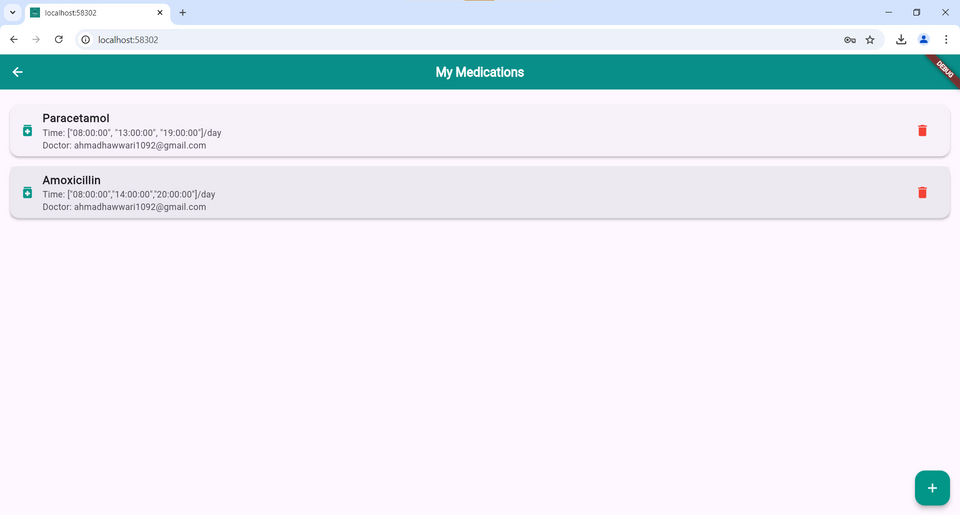 localhost:58302
localhost:58302
My Medications
DEBUG
Paracetamol
Time: ["08:00:00", "13:00:00", "19:00:00"]/day
Doctor: ahmadhawwari1092@gmail.com
Amoxicillin
Time: ["08:00:00","14:00:00","20:00:00"]/day
Doctor: ahmadhawwari1092@gmail.com